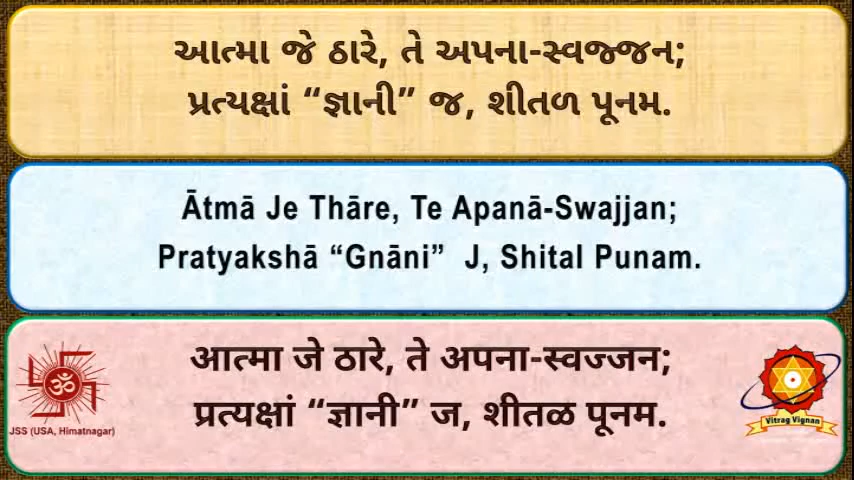 આત્મા જે ઠારે, તે અપના-સ્વજ્જન;
પ્રત્યક્ષાં “જ્ઞાની” જ, શીતળ પૂનમ.
Ātmā Je Thāre, Te Apanā-Swajjan;
Pratyakshā “Gnāni” J, Shital Punam.
आत्मा जे ठारे, ते अपना-स्वज्जन;
प्रत्यक्षां “ज्ञानी” ज, शीतळ पूनम.
ॐ
JSS (USA, Himatnagar)
Vitrag Vignan